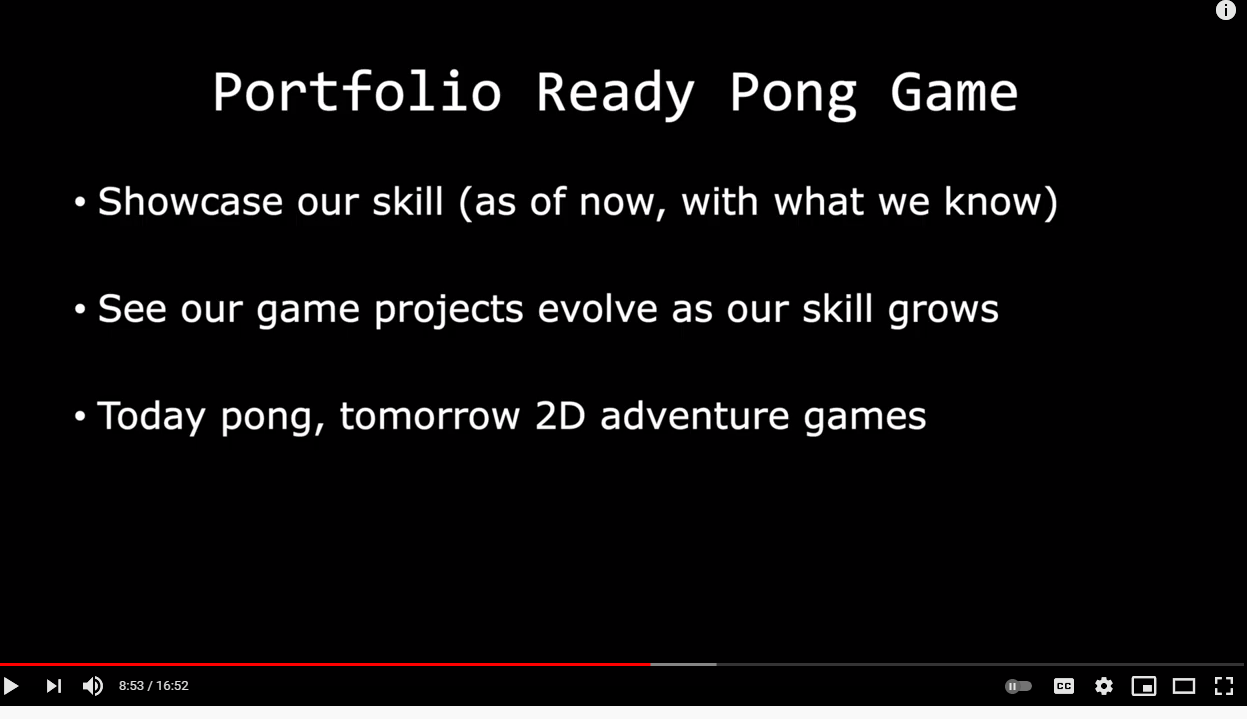 Portfolio Ready Pong Game
• Showcase our skill (as of now, with what we know)
• See our game projects evolve as our skill grows
• Today pong, tomorrow 2D adventure games
8:53 / 16:52
CC